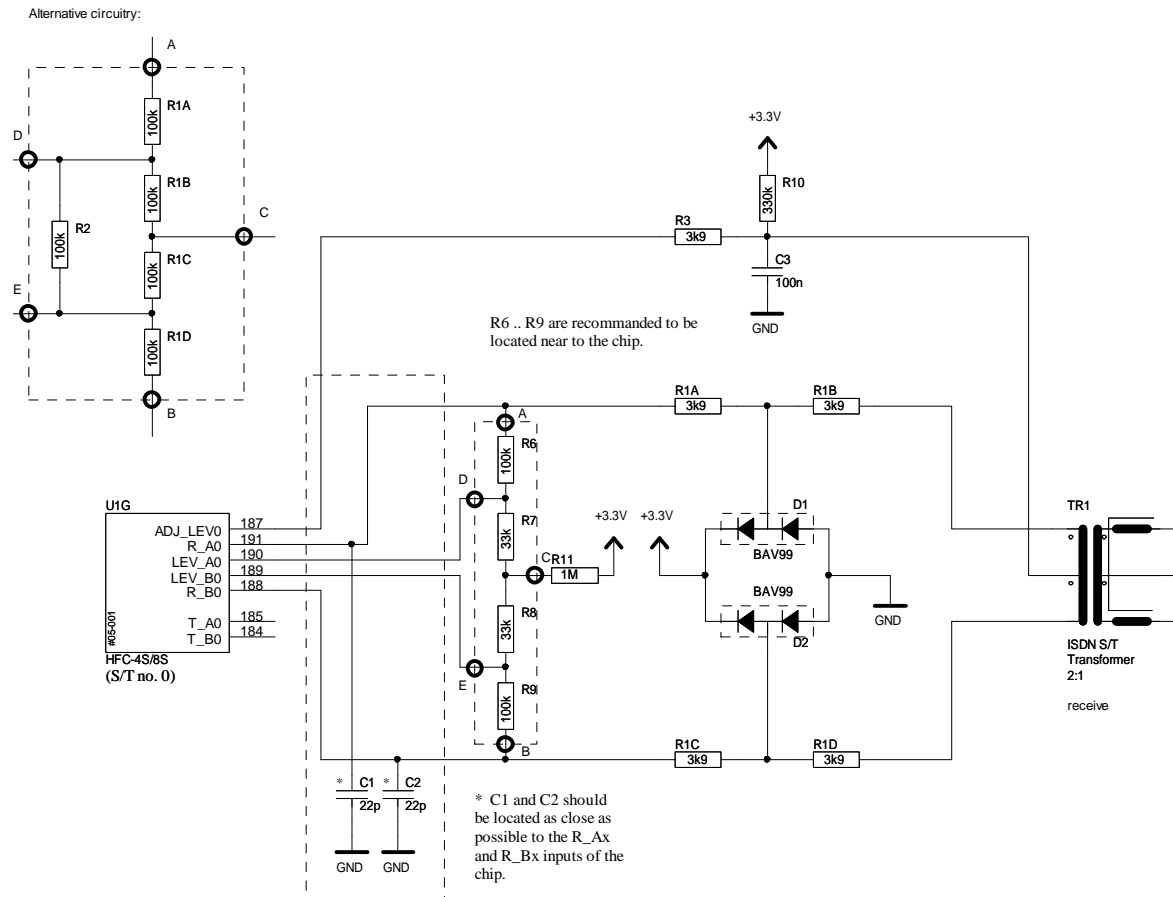 Alternative circuitry:
A
R1A
100k
D
R1B
100k
C
R2
100k
R1C
100k
E
R1D
100k
B
+3.3V
R10
330k
R3
3k9
C3
100n
GND
R6 .. R9 are recommanded to be
located near to the chip.
R1A
3k9
R1B
3k9
A
R6
100k
D
R7
33k
C
R11
1M
+3.3V
+3.3V
R8
33k
E
R9
100k
B
D1
BAV99
BAV99
D2
GND
TR1
ISDN S/T
Transformer
2:1
receive
U1G
ADJ_LEV0 187
R_A0 191
LEV_A0 190
LEV_B0 189
R_B0 188
T_A0 185
T_B0 184
#05-001
HFC-4S/8S
(S/T no. 0)
R1C
3k9
R1D
3k9
* C1
22p
* C2
22p
GND
GND
* C1 and C2 should
be located as close as
possible to the R_Ax
and R_Bx inputs of the
chip.